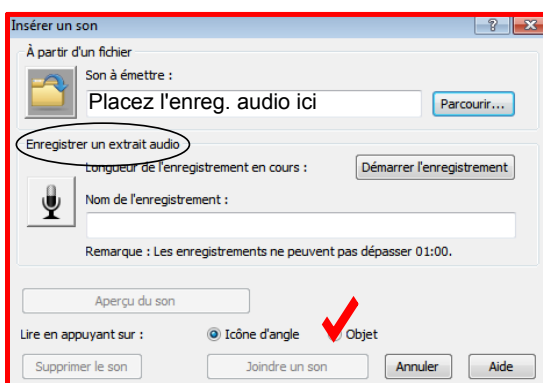 Insérer un son
À partir d'un fichier
Son à émettre :
Placez l'enreg. audio ici
Parcourir...
Enregistrer un extrait audio
Longueur de l'enregistrement en cours :
Démarrer l'enregistrement
Nom de l'enregistrement :
Remarque : Les enregistrements ne peuvent pas dépasser 01:00.
Aperçu du son
Lire en appuyant sur : Icône d'angle Objet
Supprimer le son Joindre un son Annuler Aide